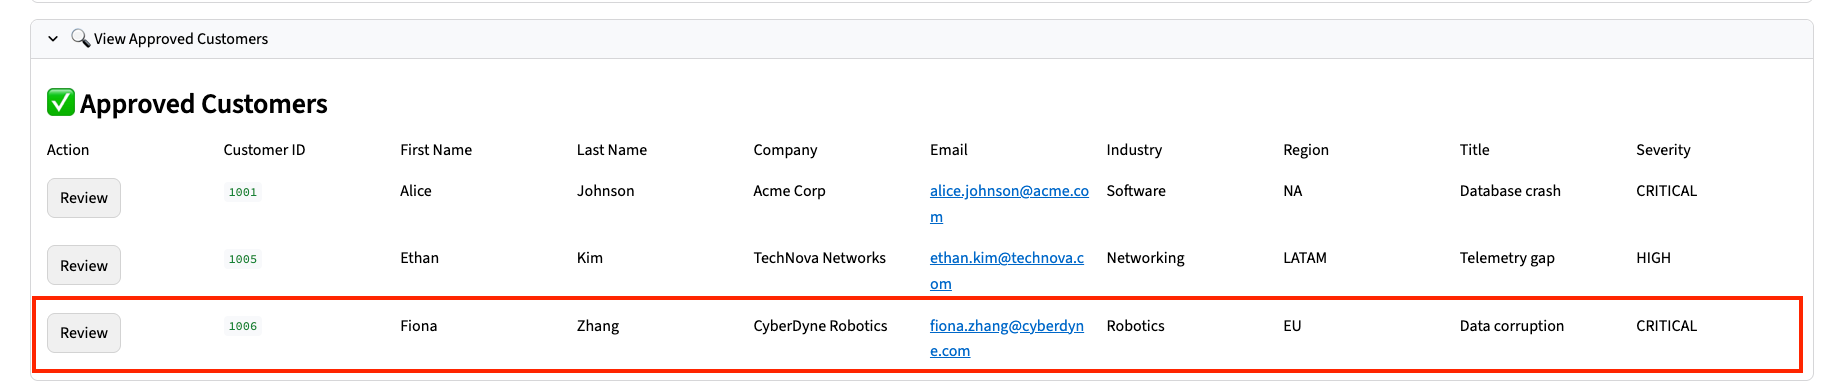 View Approved Customers
Approved Customers
Action Customer ID First Name Last Name Company Email Industry Region Title Severity
Review 1001 Alice Johnson Acme Corp alice.johnson@acme.co Software NA Database crash CRITICAL
m
Review 1005 Ethan Kim TechNova Networks ethan.kim@technova.c Networking LATAM Telemetry gap HIGH
om
Review 1006 Fiona Zhang CyberDyne Robotics fiona.zhang@cyberdyn Robotics EU Data corruption CRITICAL
e.com